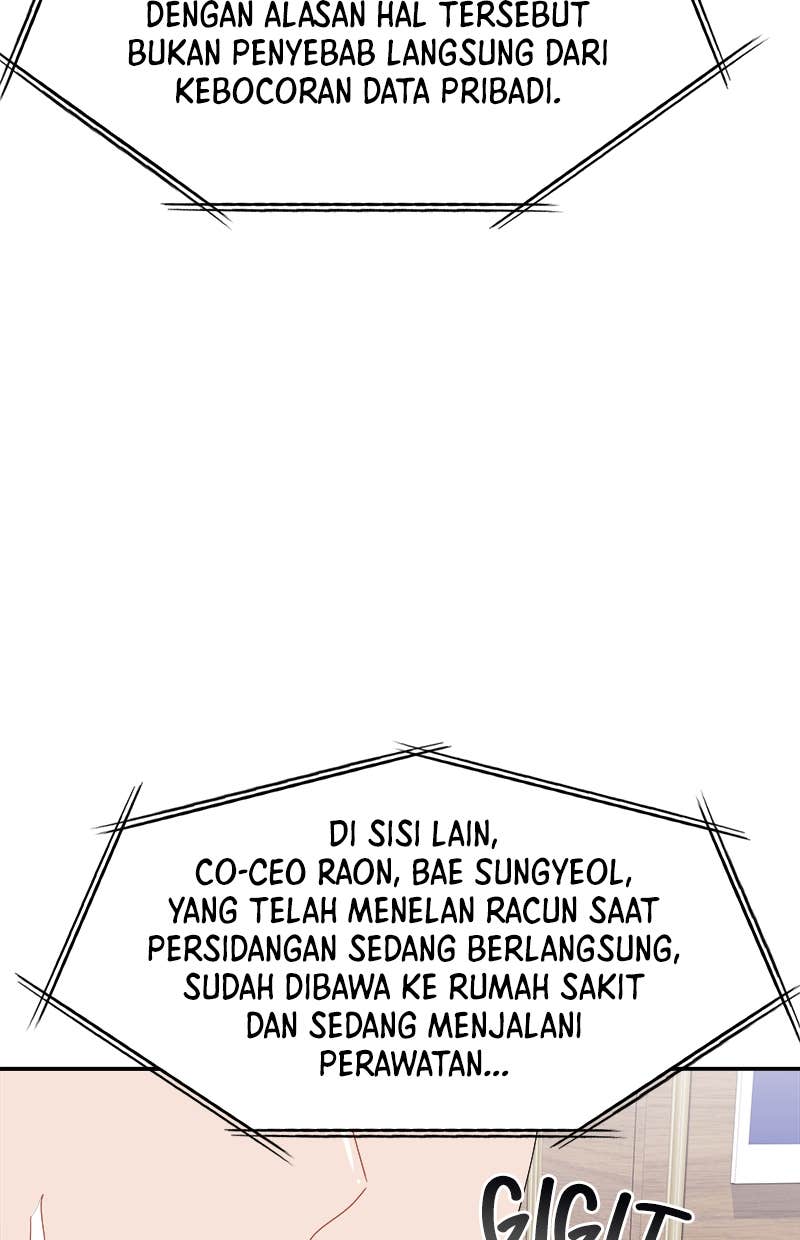 DENGAN ALASAN HAL TERSEBUT
BUKAN PENYEBAB LANGSUNG DARI
KEBOCORAN DATA PRIBADI.
DI SISI LAIN,
CO-CEO RAON, BAE SUNGYEOL,
YANG TELAH MENELAN RACUN SAAT
PERSIDANGAN SEDANG BERLANGSUNG,
SUDAH DIBAWA KE RUMAH SAKIT
DAN SEDANG MENJALANI
PERAWATAN...
GIGIT